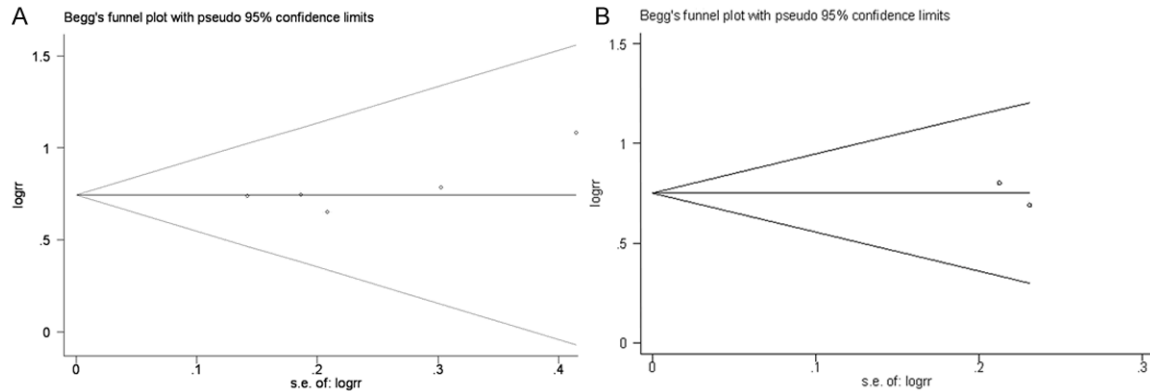 A
Begg's funnel plot with pseudo 95% confidence limits
1.5
1
.5
0
logrr
0
.1
.2
.3
.4
s.e. of: logrr
B
Begg's funnel plot with pseudo 95% confidence limits
1.5
1
.5
0
logrr
0
.1
.2
.3
s.e. of: logrr